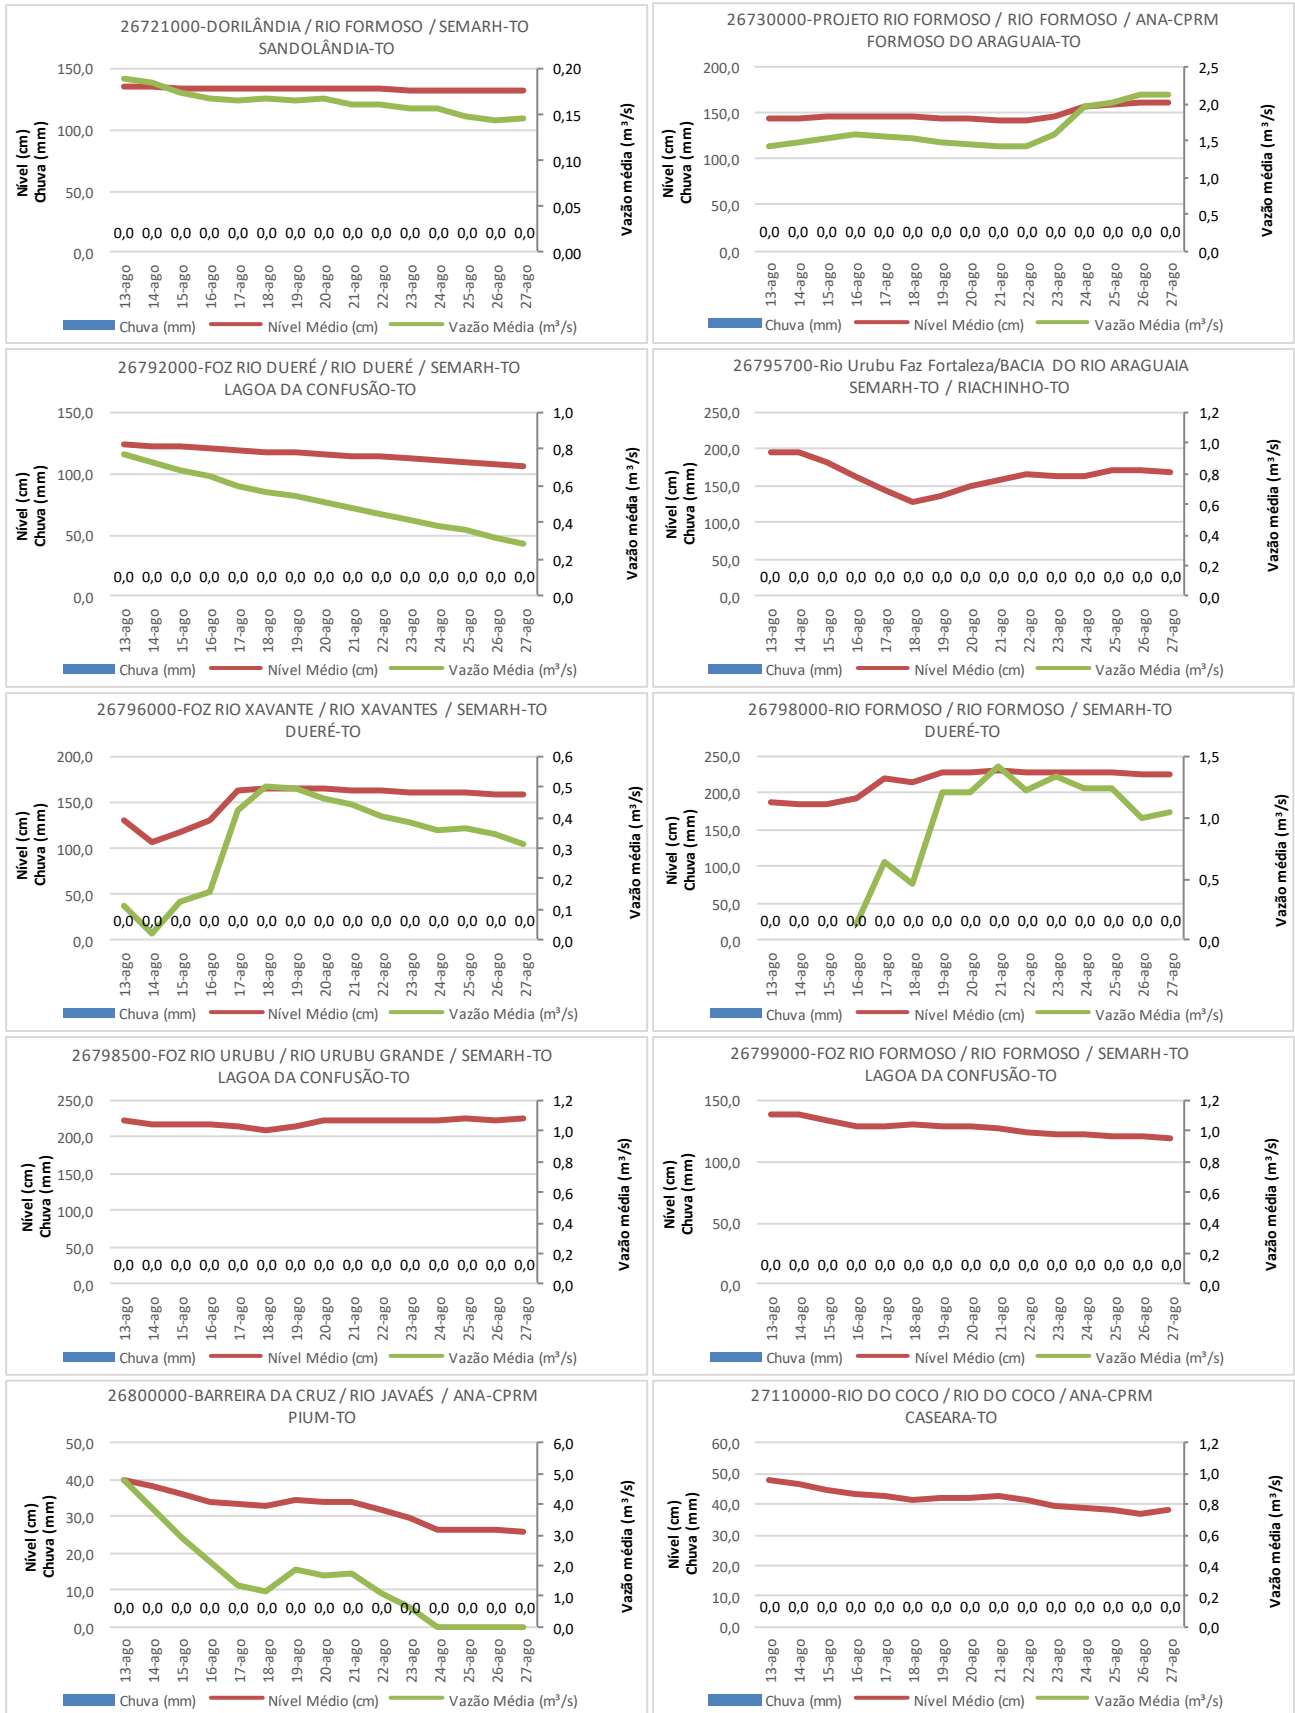 26721000-DORILÂNDIA / RIO FORMOSO / SEMARH-TO
SANDOLÂNDIA-TO
Nível (cm)
Chuva (mm)
150,0
100,0
50,0
0,0
0,20
0,15
0,10
0,05
0,00
Vazão média (m³/s)
0,0 0,0 0,0 0,0 0,0 0,0 0,0 0,0 0,0 0,0 0,0 0,0 0,0 0,0 0,0
13-ago 14-ago 15-ago 16-ago 17-ago 18-ago 19-ago 20-ago 21-ago 22-ago 23-ago 24-ago 25-ago 26-ago 27-ago
Chuva (mm) Nível Médio (cm) Vazão Média (m³/s)
26730000-PROJETO RIO FORMOSO / RIO FORMOSO / ANA-CPRM
FORMOSO DO ARAGUAIA-TO
Nível (cm)
Chuva (mm)
200,0
150,0
100,0
50,0
0,0
2,5
2,0
1,5
1,0
0,5
0,0
Vazão média (m³/s)
0,0 0,0 0,0 0,0 0,0 0,0 0,0 0,0 0,0 0,0 0,0 0,0 0,0 0,0 0,0
13-ago 14-ago 15-ago 16-ago 17-ago 18-ago 19-ago 20-ago 21-ago 22-ago 23-ago 24-ago 25-ago 26-ago 27-ago
Chuva (mm) Nível Médio (cm) Vazão Média (m³/s)
26792000-FOZ RIO DUERÉ / RIO DUERÉ / SEMARH-TO
LAGOA DA CONFUSÃO-TO
Nível (cm)
Chuva (mm)
150,0
100,0
50,0
0,0
1,0
0,8
0,6
0,4
0,2
0,0
Vazão média (m³/s)
0,0 0,0 0,0 0,0 0,0 0,0 0,0 0,0 0,0 0,0 0,0 0,0 0,0 0,0 0,0
13-ago 14-ago 15-ago 16-ago 17-ago 18-ago 19-ago 20-ago 21-ago 22-ago 23-ago 24-ago 25-ago 26-ago 27-ago
Chuva (mm) Nível Médio (cm) Vazão Média (m³/s)
26795700-Rio Urubu Faz Fortaleza/BACIA DO RIO ARAGUAIA
SEMARH-TO / RIACHINHO-TO
Nível (cm)
Chuva (mm)
250,0
200,0
150,0
100,0
50,0
0,0
1,2
1,0
0,8
0,6
0,4
0,2
0,0
Vazão média (m³/s)
0,0 0,0 0,0 0,0 0,0 0,0 0,0 0,0 0,0 0,0 0,0 0,0 0,0 0,0 0,0
13-ago 14-ago 15-ago 16-ago 17-ago 18-ago 19-ago 20-ago 21-ago 22-ago 23-ago 24-ago 25-ago 26-ago 27-ago
Chuva (mm) Nível Médio (cm) Vazão Média (m³/s)
26796000-FOZ RIO XAVANTE / RIO XAVANTES / SEMARH-TO
DUERÉ-TO
Nível (cm)
Chuva (mm)
200,0
150,0
100,0
50,0
0,0
0,6
0,5
0,4
0,3
0,2
0,1
0,0
Vazão média (m³/s)
0,0 0,0 0,0 0,0 0,0 0,0 0,0 0,0 0,0 0,0 0,0 0,0 0,0 0,0 0,0
13-ago 14-ago 15-ago 16-ago 17-ago 18-ago 19-ago 20-ago 21-ago 22-ago 23-ago 24-ago 25-ago 26-ago 27-ago
Chuva (mm) Nível Médio (cm) Vazão Média (m³/s)
26798000-RIO FORMOSO / RIO FORMOSO / SEMARH-TO
DUERÉ-TO
Nível (cm)
Chuva (mm)
250,0
200,0
150,0
100,0
50,0
0,0
1,5
1,0
0,5
0,0
Vazão média (m³/s)
0,0 0,0 0,0 0,0 0,0 0,0 0,0 0,0 0,0 0,0 0,0 0,0 0,0 0,0 0,0
13-ago 14-ago 15-ago 16-ago 17-ago 18-ago 19-ago 20-ago 21-ago 22-ago 23-ago 24-ago 25-ago 26-ago 27-ago
Chuva (mm) Nível Médio (cm) Vazão Média (m³/s)
26798500-FOZ RIO URUBU / RIO URUBU GRANDE / SEMARH-TO
LAGOA DA CONFUSÃO-TO
Nível (cm)
Chuva (mm)
250,0
200,0
150,0
100,0
50,0
0,0
1,2
1,0
0,8
0,6
0,4
0,2
0,0
Vazão média (m³/s)
0,0 0,0 0,0 0,0 0,0 0,0 0,0 0,0 0,0 0,0 0,0 0,0 0,0 0,0 0,0
13-ago 14-ago 15-ago 16-ago 17-ago 18-ago 19-ago 20-ago 21-ago 22-ago 23-ago 24-ago 25-ago 26-ago 27-ago
Chuva (mm) Nível Médio (cm) Vazão Média (m³/s)
26799000-FOZ RIO FORMOSO / RIO FORMOSO / SEMARH-TO
LAGOA DA CONFUSÃO-TO
Nível (cm)
Chuva (mm)
150,0
100,0
50,0
0,0
1,2
1,0
0,8
0,6
0,4
0,2
0,0
Vazão média (m³/s)
0,0 0,0 0,0 0,0 0,0 0,0 0,0 0,0 0,0 0,0 0,0 0,0 0,0 0,0 0,0
13-ago 14-ago 15-ago 16-ago 17-ago 18-ago 19-ago 20-ago 21-ago 22-ago 23-ago 24-ago 25-ago 26-ago 27-ago
Chuva (mm) Nível Médio (cm) Vazão Média (m³/s)
26800000-BARREIRA DA CRUZ / RIO JAVAÉS / ANA-CPRM
PIUM-TO
Nível (cm)
Chuva (mm)
50,0
40,0
30,0
20,0
10,0
0,0
6,0
5,0
4,0
3,0
2,0
1,0
0,0
Vazão média (m³/s)
0,0 0,0 0,0 0,0 0,0 0,0 0,0 0,0 0,0 0,0 0,0 0,0 0,0 0,0 0,0
13-ago 14-ago 15-ago 16-ago 17-ago 18-ago 19-ago 20-ago 21-ago 22-ago 23-ago 24-ago 25-ago 26-ago 27-ago
Chuva (mm) Nível Médio (cm) Vazão Média (m³/s)
27110000-RIO DO COCO / RIO DO COCO / ANA-CPRM
CASEARA-TO
Nível (cm)
Chuva (mm)
60,0
50,0
40,0
30,0
20,0
10,0
0,0
1,2
1,0
0,8
0,6
0,4
0,2
0,0
Vazão média (m³/s)
0,0 0,0 0,0 0,0 0,0 0,0 0,0 0,0 0,0 0,0 0,0 0,0 0,0 0,0 0,0
13-ago 14-ago 15-ago 16-ago 17-ago 18-ago 19-ago 20-ago 21-ago 22-ago 23-ago 24-ago 25-ago 26-ago 27-ago
Chuva (mm) Nível Médio (cm) Vazão Média (m³/s)